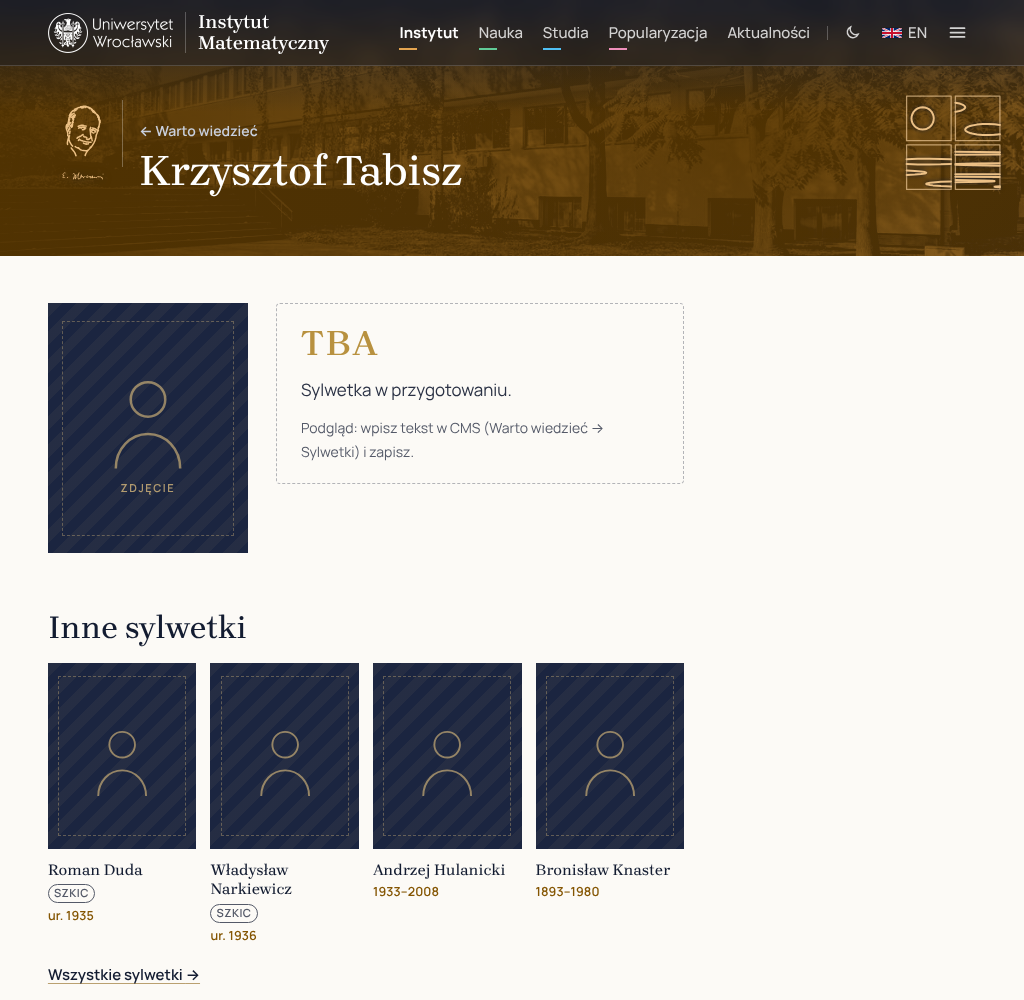 Uniwersytet
Wrocławski
Instytut
Matematyczny
Instytut
Nauka
Studia
Popularyzacja
Aktualności
EN
← Warto wiedzieć
Krzysztof Tabisz
ZDJĘCIE
TBA
Sylwetka w przygotowaniu.
Podgląd: wpisz tekst w CMS (Warto wiedzieć →
Sylwetki) i zapisz.
Inne sylwetki
Roman Duda
SZKIC
ur. 1935
Władysław
Narkiewicz
SZKIC
ur. 1936
Andrzej Hulanicki
1933–2008
Bronisław Knaster
1893–1980
Wszystkie sylwetki →